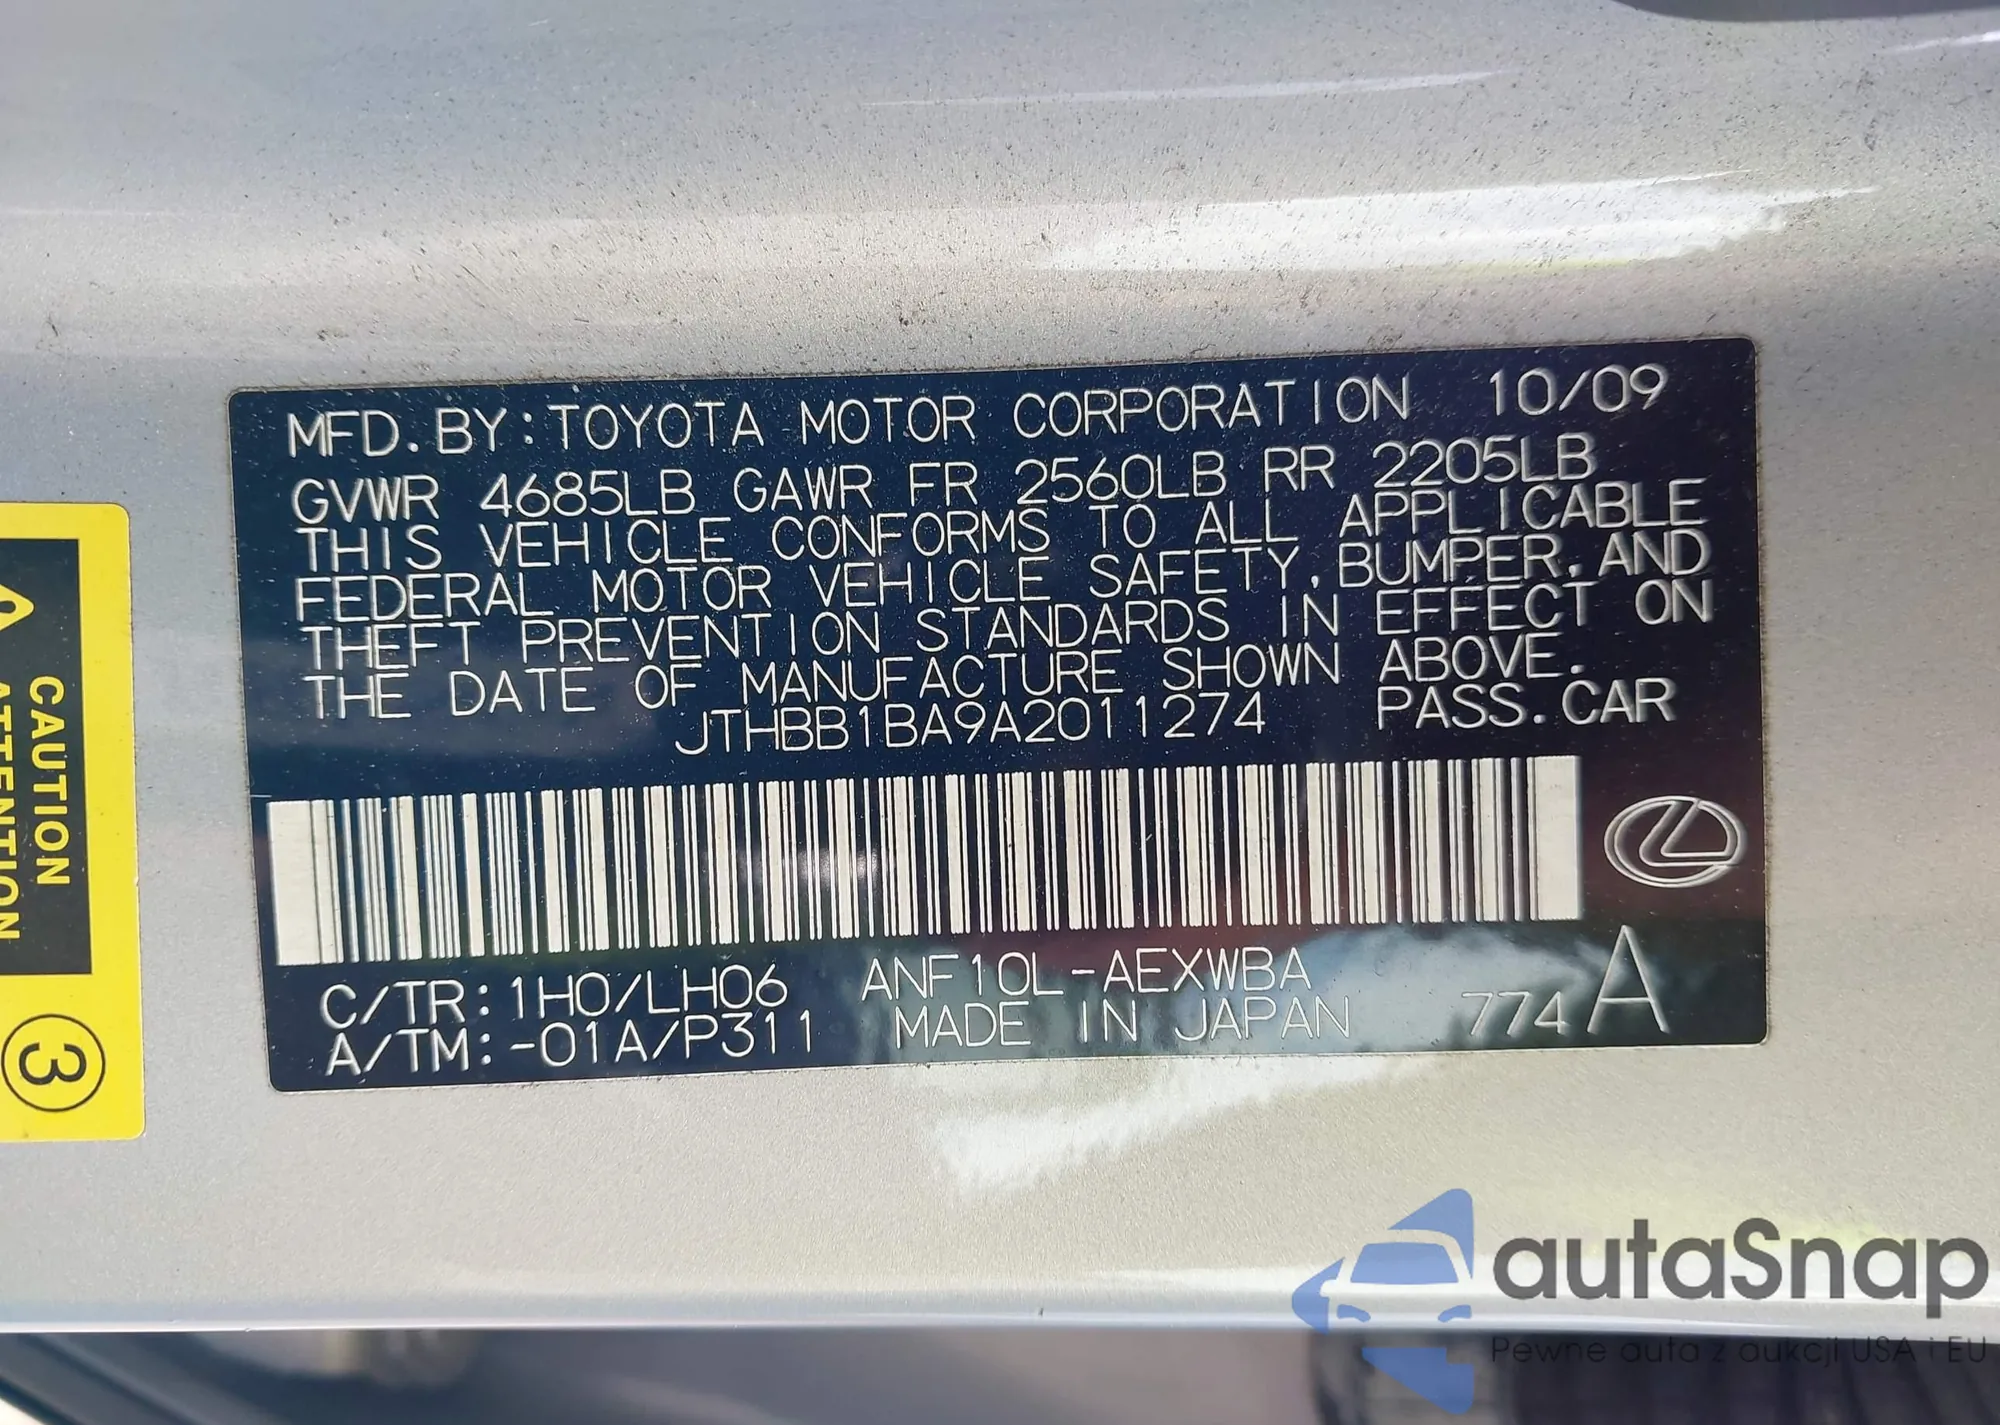 MFD. BY: TOYOTA MOTOR CORPORATION 10/09
GVWR 4685LB GAWR FR 2560LB RR 2205LB
THIS VEHICLE CONFORMS TO ALL APPLICABLE
FEDERAL MOTOR VEHICLE SAFETY, BUMPER, AND
THEFT PREVENTION STANDARDS IN EFFECT ON
THE DATE OF MANUFACTURE SHOWN ABOVE.
JTHBB1BA9A2011274 PASS. CAR
C/TR: 1H0/LH06 ANF10L-AEXWBA
A/TM: -01A/P311 MADE IN JAPAN 774 A
CAUTION
ATTENTION
3
autaSnap
Pewne auta z aukcji USA i EU